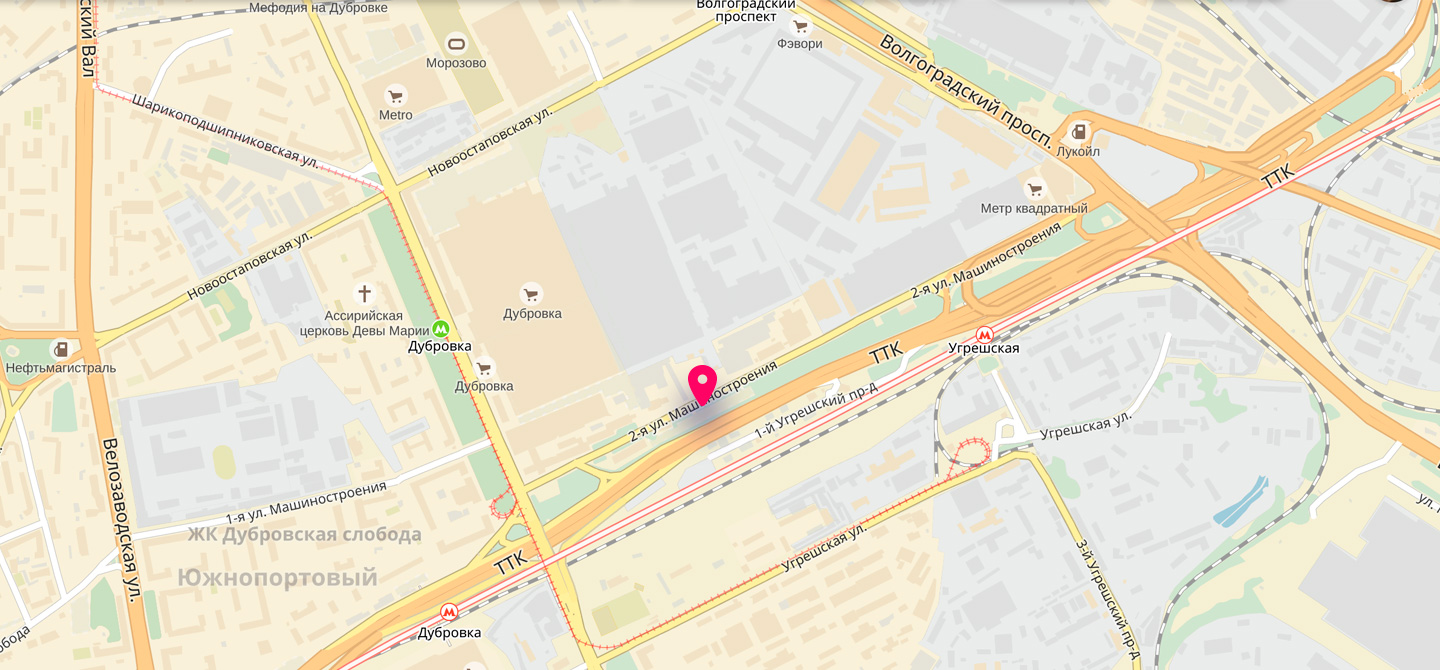 Мефодия на Дубровке
Волгоградский
проспект
ский Вал
Морозово
Фэвори
Волгоградский просп.
Metro
Шарикоподшипниковская ул.
Новоостаповская ул.
Лукойл
ТТК
Метр квадратный
Новоостаповская ул.
2-я ул. Машиностроения
Ассирийская
церковь Девы Марии
Дубровка
Дубровка
Нефтьмагистраль
Угрешская
ТТК
Дубровка
2-я ул. Машиностроения
1-й Угрешский пр-д
Угрешская ул.
Велозаводская ул.
1-я ул. Машиностроения
ЖК Дубровская слобода
Южнопортовый
ТТК
Угрешская ул.
3-й Угрешский пр-д
Дубровка
обода
ул.